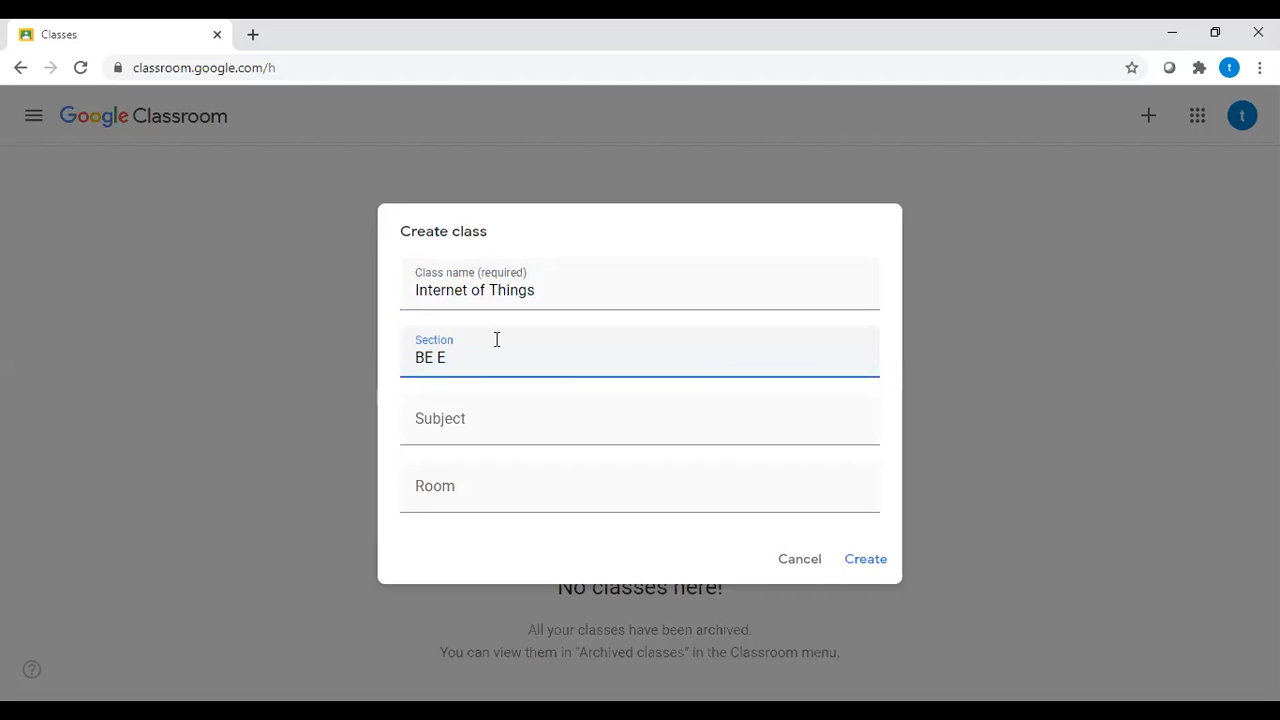 Classes
classroom.google.com/h
t
Google Classroom
t
Create class
Class name (required)
Internet of Things
Section
BE E
Subject
Room
Cancel
Create
No classes here!
All your classes have been archived.
You can view them in "Archived classes" in the Classroom menu.